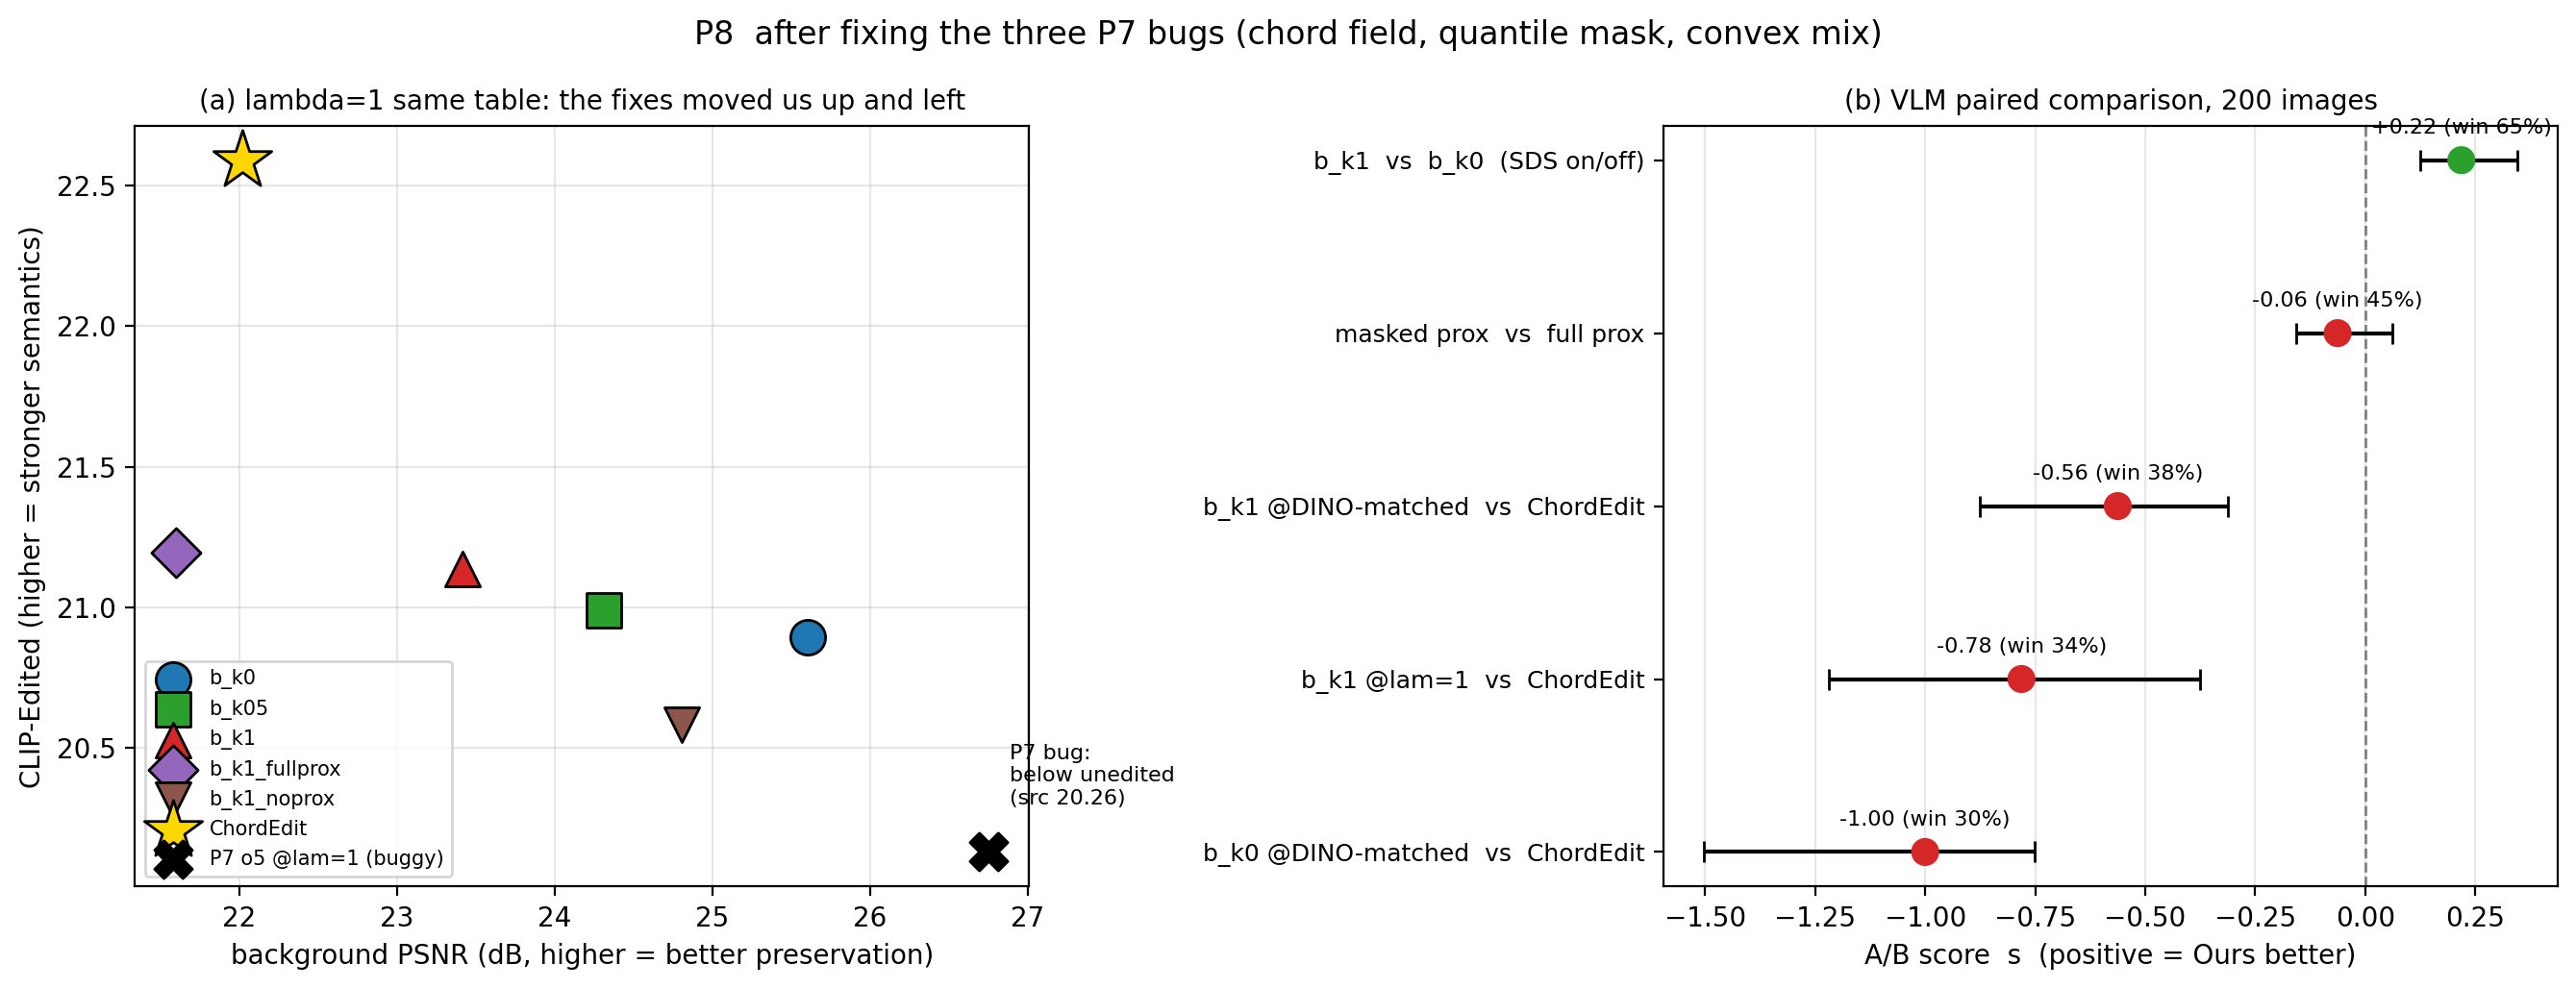 P8 after fixing the three P7 bugs (chord field, quantile mask, convex mix)
(a) lambda=1 same table: the fixes moved us up and left
CLIP-Edited (higher = stronger semantics)
22.5
22.0
21.5
21.0
20.5
b_k0
b_k05
b_k1
b_k1_fullprox
b_k1_noprox
ChordEdit
P7 o5 @lam=1 (buggy)
P7 bug:
below unedited
(src 20.26)
22 23 24 25 26 27
background PSNR (dB, higher = better preservation)
(b) VLM paired comparison, 200 images
+0.22 (win 65%)
b_k1 vs b_k0 (SDS on/off)
-0.06 (win 45%)
masked prox vs full prox
-0.56 (win 38%)
b_k1 @DINO-matched vs ChordEdit
-0.78 (win 34%)
b_k1 @lam=1 vs ChordEdit
-1.00 (win 30%)
b_k0 @DINO-matched vs ChordEdit
−1.50 −1.25 −1.00 −0.75 −0.50 −0.25 0.00 0.25
A/B score s (positive = Ours better)